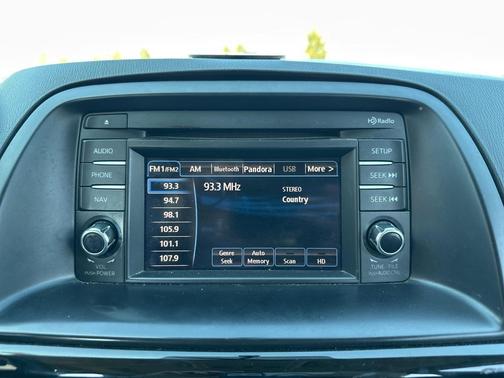 HD Radio
AUDIO
PHONE
NAV
VOL
PUSH POWER
FM1/FM2 AM Bluetooth Pandora USB More >
93.3 93.3 MHz STEREO
94.7 Country
98.1
105.9
101.1
107.9
Genre Seek Auto Memory Scan HD
SETUP
SEEK
SEEK
TUNE FILE
PUSH AUDIO CTRL